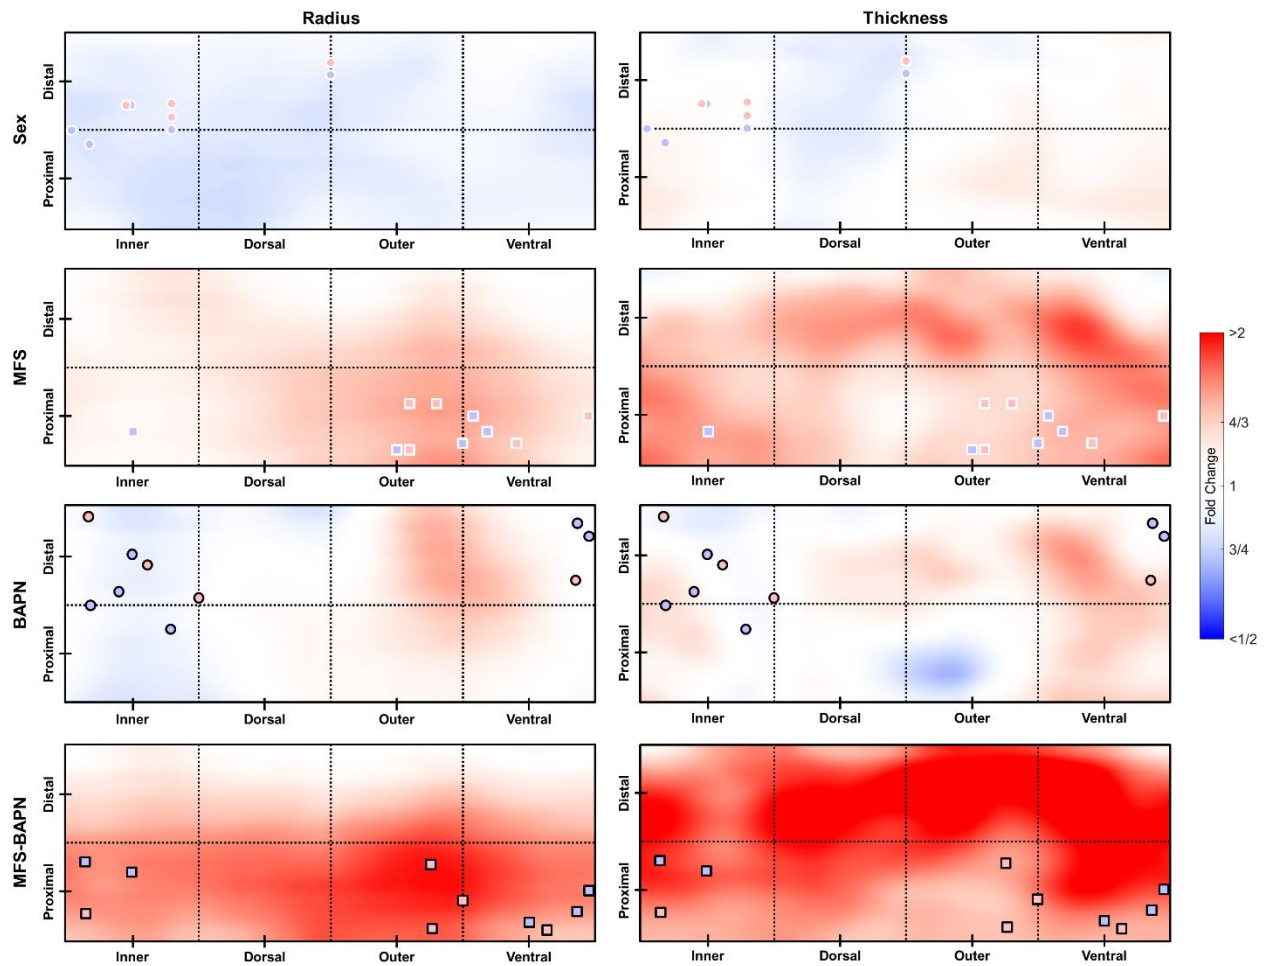 Radius
Thickness
Sex
Distal
Proximal
Distal
Proximal
Inner
Dorsal
Outer
Ventral
Inner
Dorsal
Outer
Ventral
MFS
Distal
Proximal
Distal
Proximal
Inner
Dorsal
Outer
Ventral
Inner
Dorsal
Outer
Ventral
BAPN
Distal
Proximal
Distal
Proximal
Inner
Dorsal
Outer
Ventral
Inner
Dorsal
Outer
Ventral
MFS-BAPN
Distal
Proximal
Distal
Proximal
Inner
Dorsal
Outer
Ventral
Inner
Dorsal
Outer
Ventral
>2
4/3
1
3/4
<1/2
Fold Change